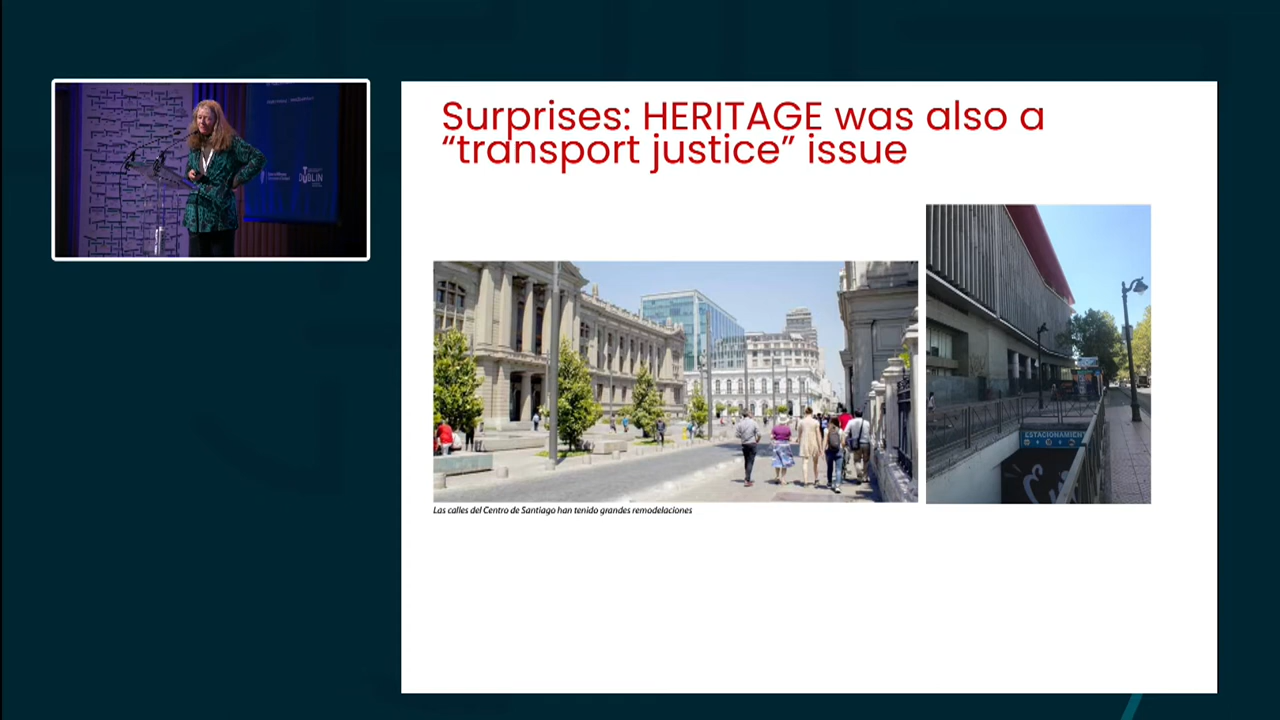 Surprises: HERITAGE was also a
“transport justice” issue
DUBLIN
ESTACIONAMIEN
Las calles del Centro de Santiago han tenido grandes remodelaciones